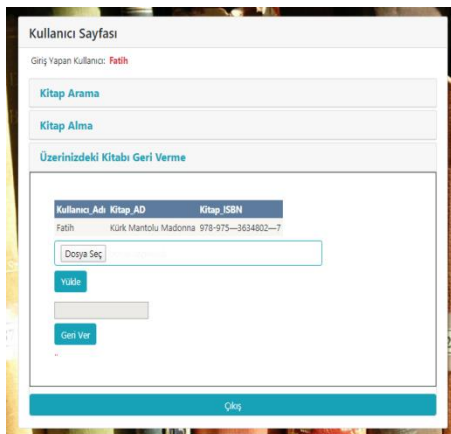 Kullanıcı Sayfası
Giriş Yapan Kullanıcı: Fatih
Kitap Arama
Kitap Alma
Üzerinizdeki Kitabı Geri Verme
Kullanıcı_Adı Kitap_AD Kitap_ISBN
Fatih Kürk Mantolu Madonna 978-975—3634802—7
Dosya Seç
Yükle
Geri Ver
..
Çıkış